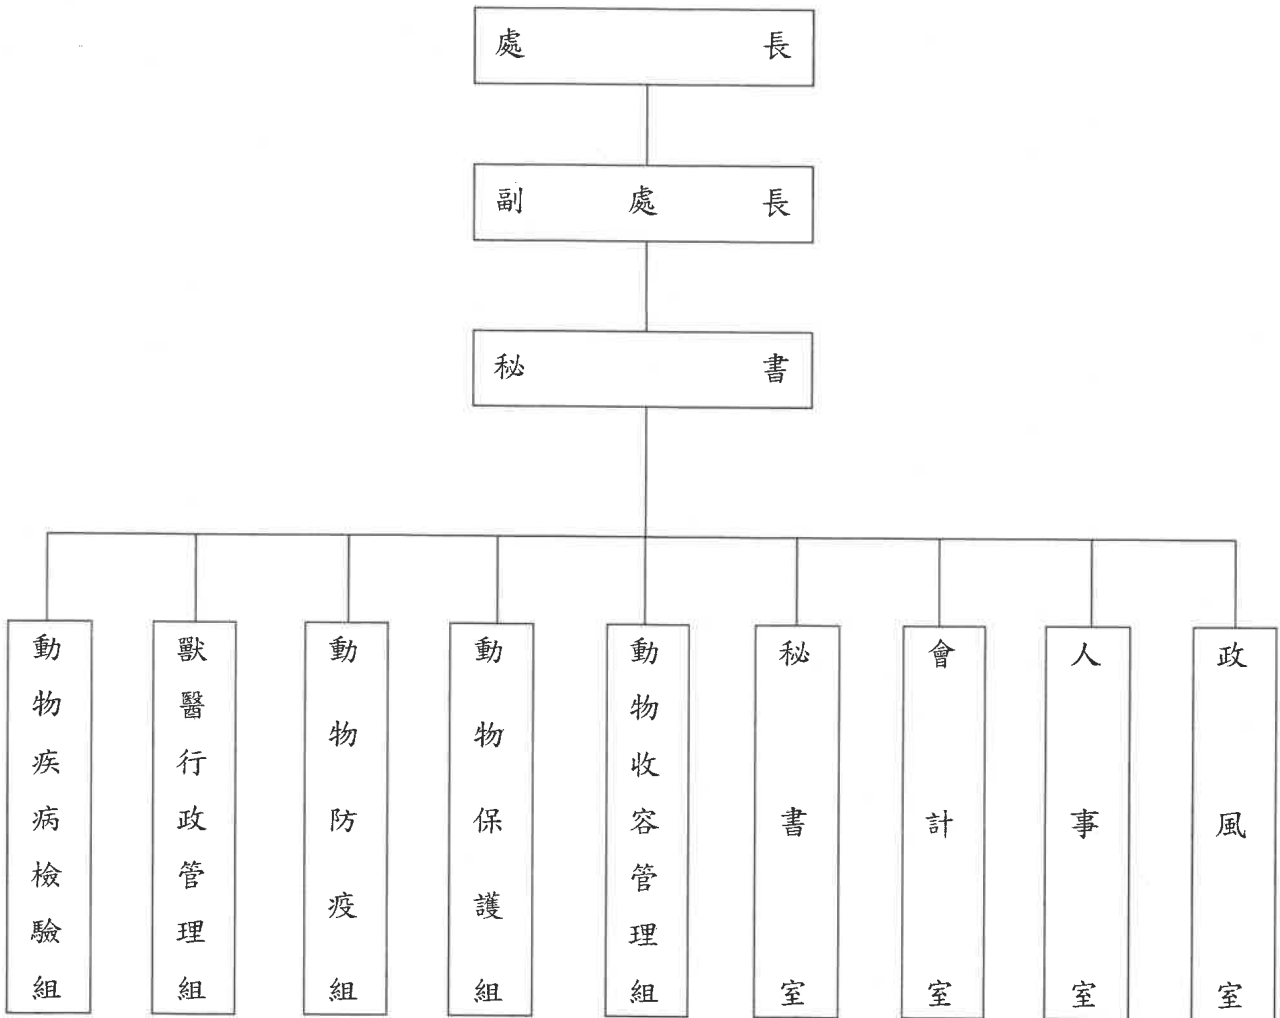 處長
副處長
秘書
動物疾病檢驗組
獸醫行政管理組
動物防疫組
動物保護組
動物收容管理組
秘書室
會計室
人事室
政風室